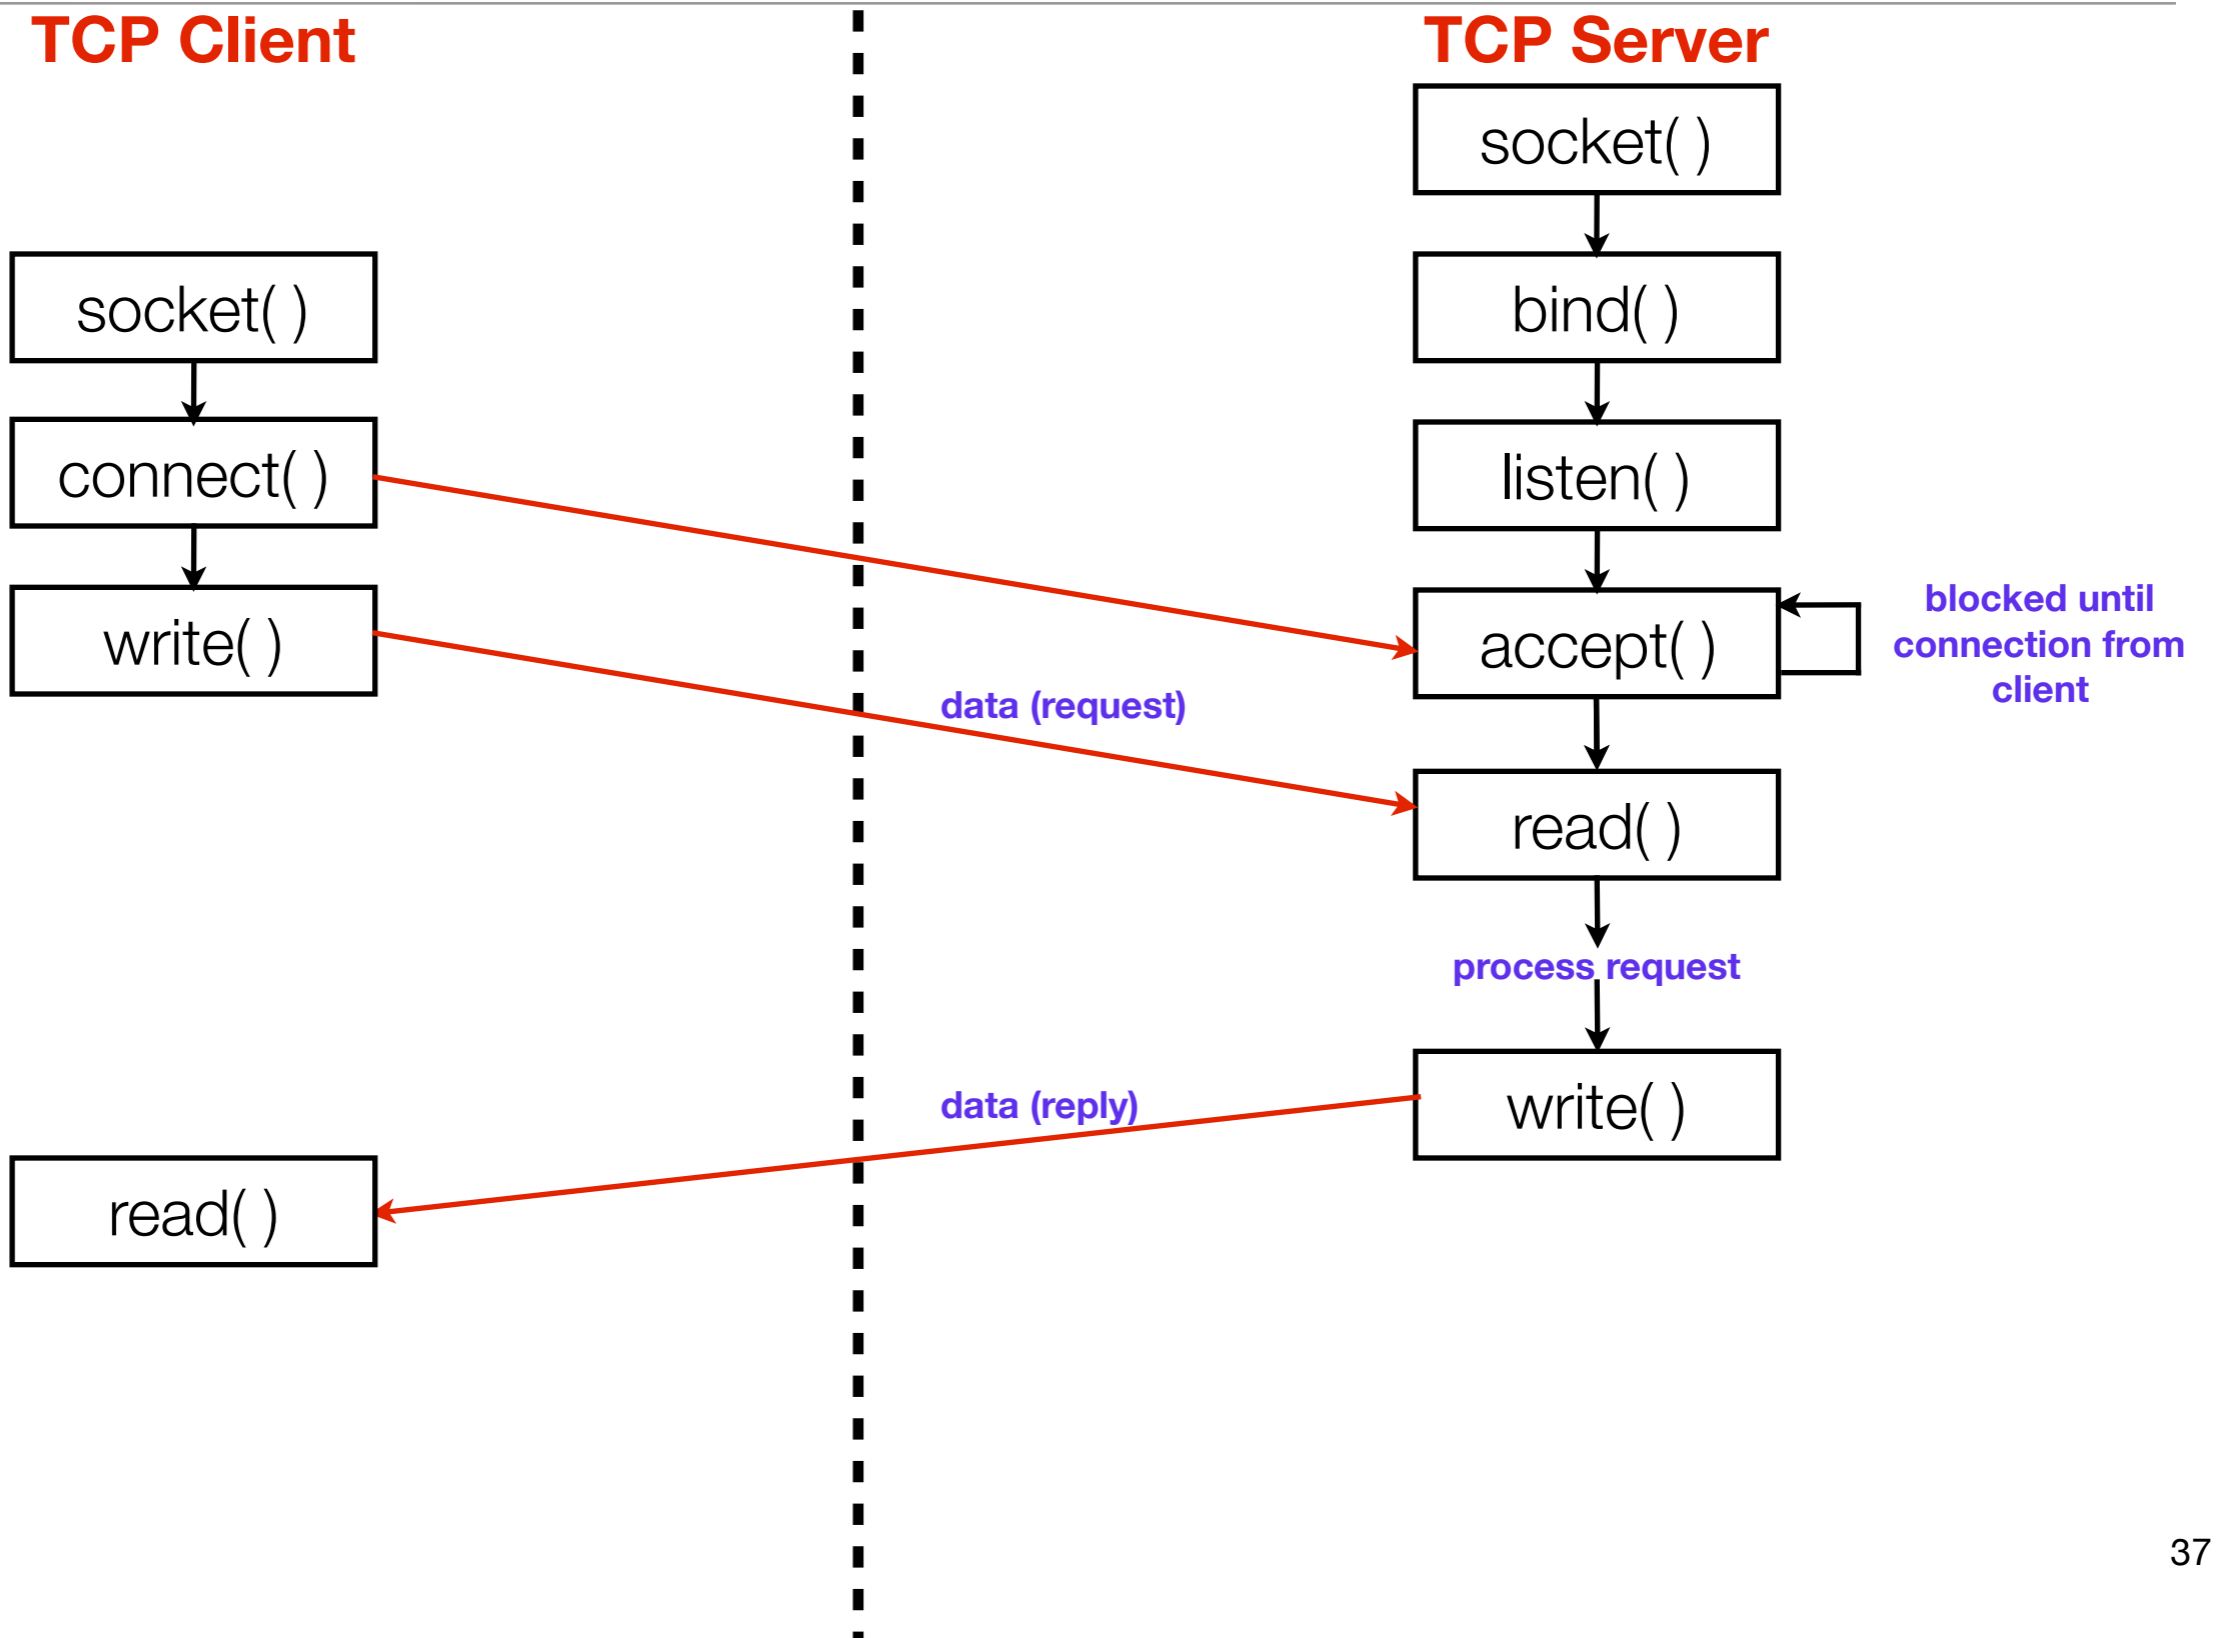 TCP Client
TCP Server
socket( )
socket( )
bind( )
connect( )
listen( )
write( )
accept( )
blocked until
connection from
client
data (request)
read( )
process request
data (reply)
write( )
read( )
37